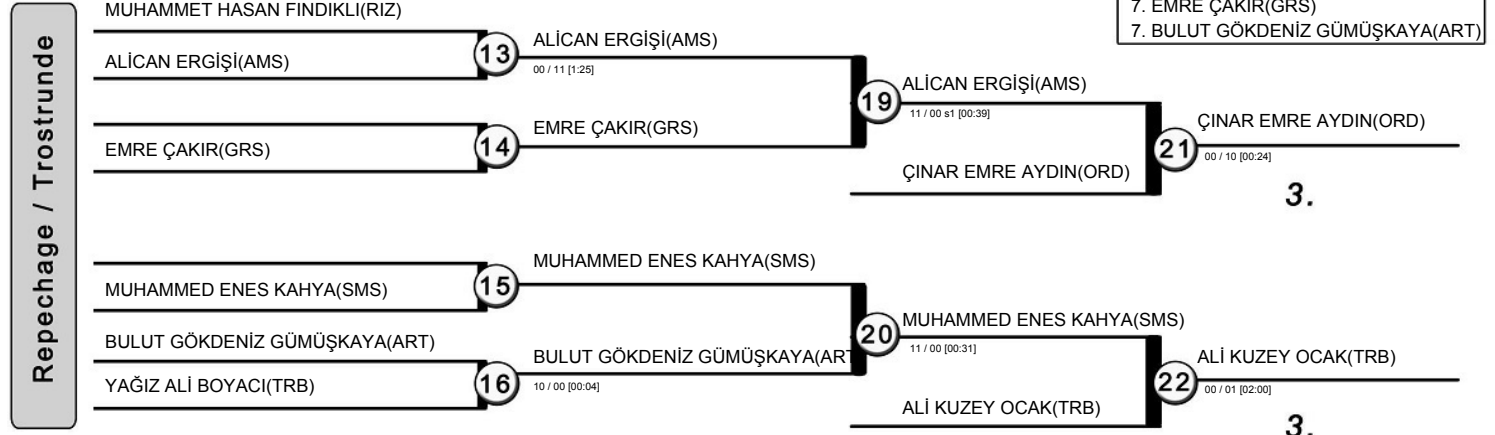 Repechage / Trostrunde
MUHAMMET HASAN FINDIKLI(RIZ)
ALİCAN ERGİŞİ(AMS)
13
ALİCAN ERGİŞİ(AMS)
00 / 11 [1:25]
EMRE ÇAKIR(GRS)
14
EMRE ÇAKIR(GRS)
19
ALİCAN ERGİŞİ(AMS)
11 / 00 s1 [00:39]
ÇINAR EMRE AYDIN(ORD)
21
ÇINAR EMRE AYDIN(ORD)
00 / 10 [00:24]
3.
MUHAMMED ENES KAHYA(SMS)
15
MUHAMMED ENES KAHYA(SMS)
BULUT GÖKDENİZ GÜMÜŞKAYA(ART)
YAĞIZ ALİ BOYACI(TRB)
16
BULUT GÖKDENİZ GÜMÜŞKAYA(ART
10 / 00 [00:04]
20
MUHAMMED ENES KAHYA(SMS)
11 / 00 [00:31]
ALİ KUZEY OCAK(TRB)
22
ALİ KUZEY OCAK(TRB)
00 / 01 [02:00]
3.
7. EMRE ÇAKIR(GRS)
7. BULUT GÖKDENİZ GÜMÜŞKAYA(ART)